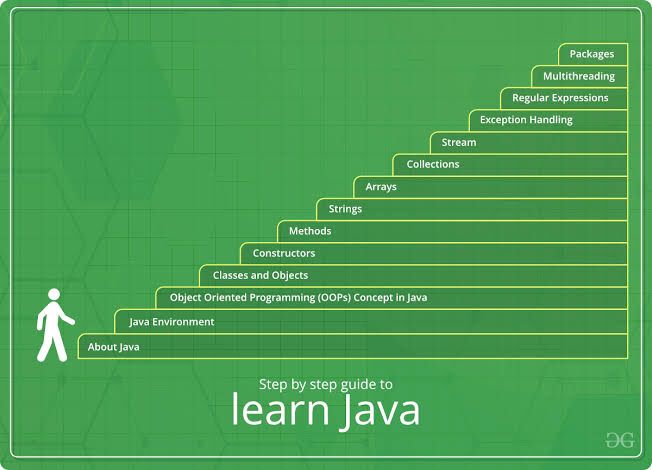 Packages
Multithreading
Regular Expressions
Exception Handling
Stream
Collections
Arrays
Strings
Methods
Constructors
Classes and Objects
Object Oriented Programming (OOPs) Concept in Java
Java Environment
About Java
Step by step guide to
learn Java
GG